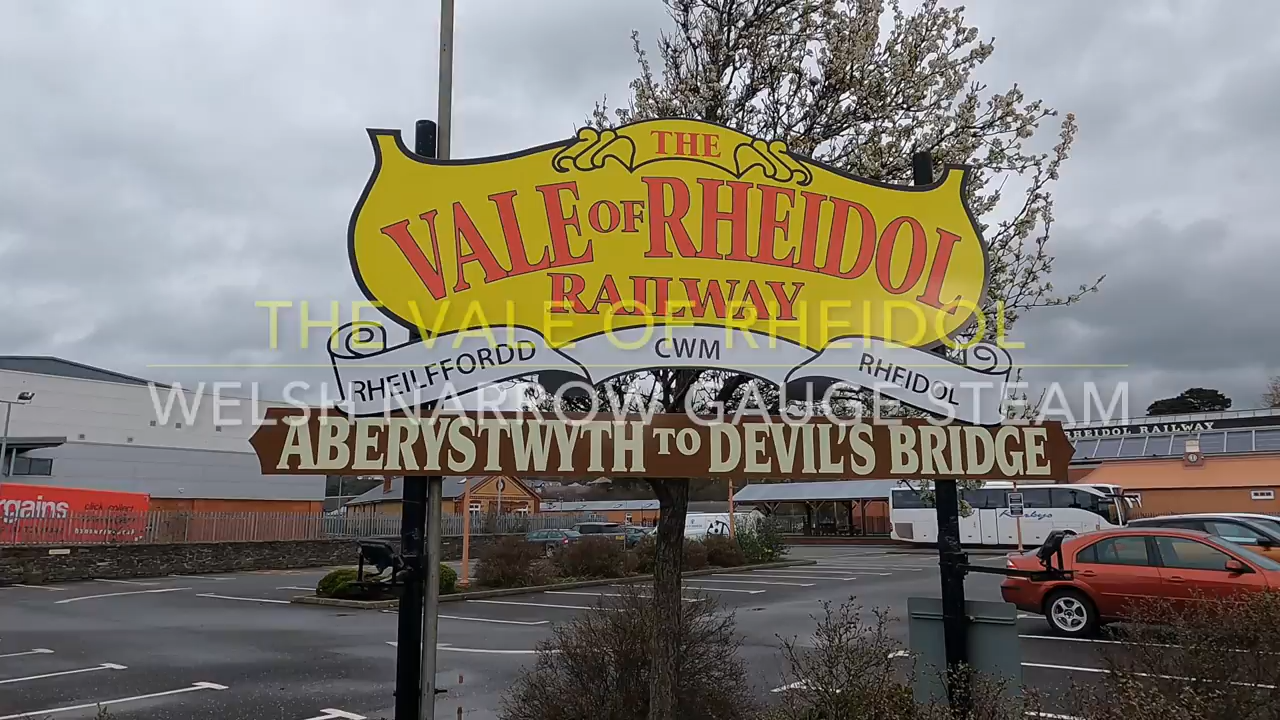 THE
VALE OF RHEIDOL
RAILWAY
THE VALE OF RHEIDOL
RHEILFFORDD CWM RHEIDOL
WELSH NARROW GAUGE STEAM
ABERYSTWYTH TO DEVIL'S BRIDGE
RHEIDOL RAILWAY
gains